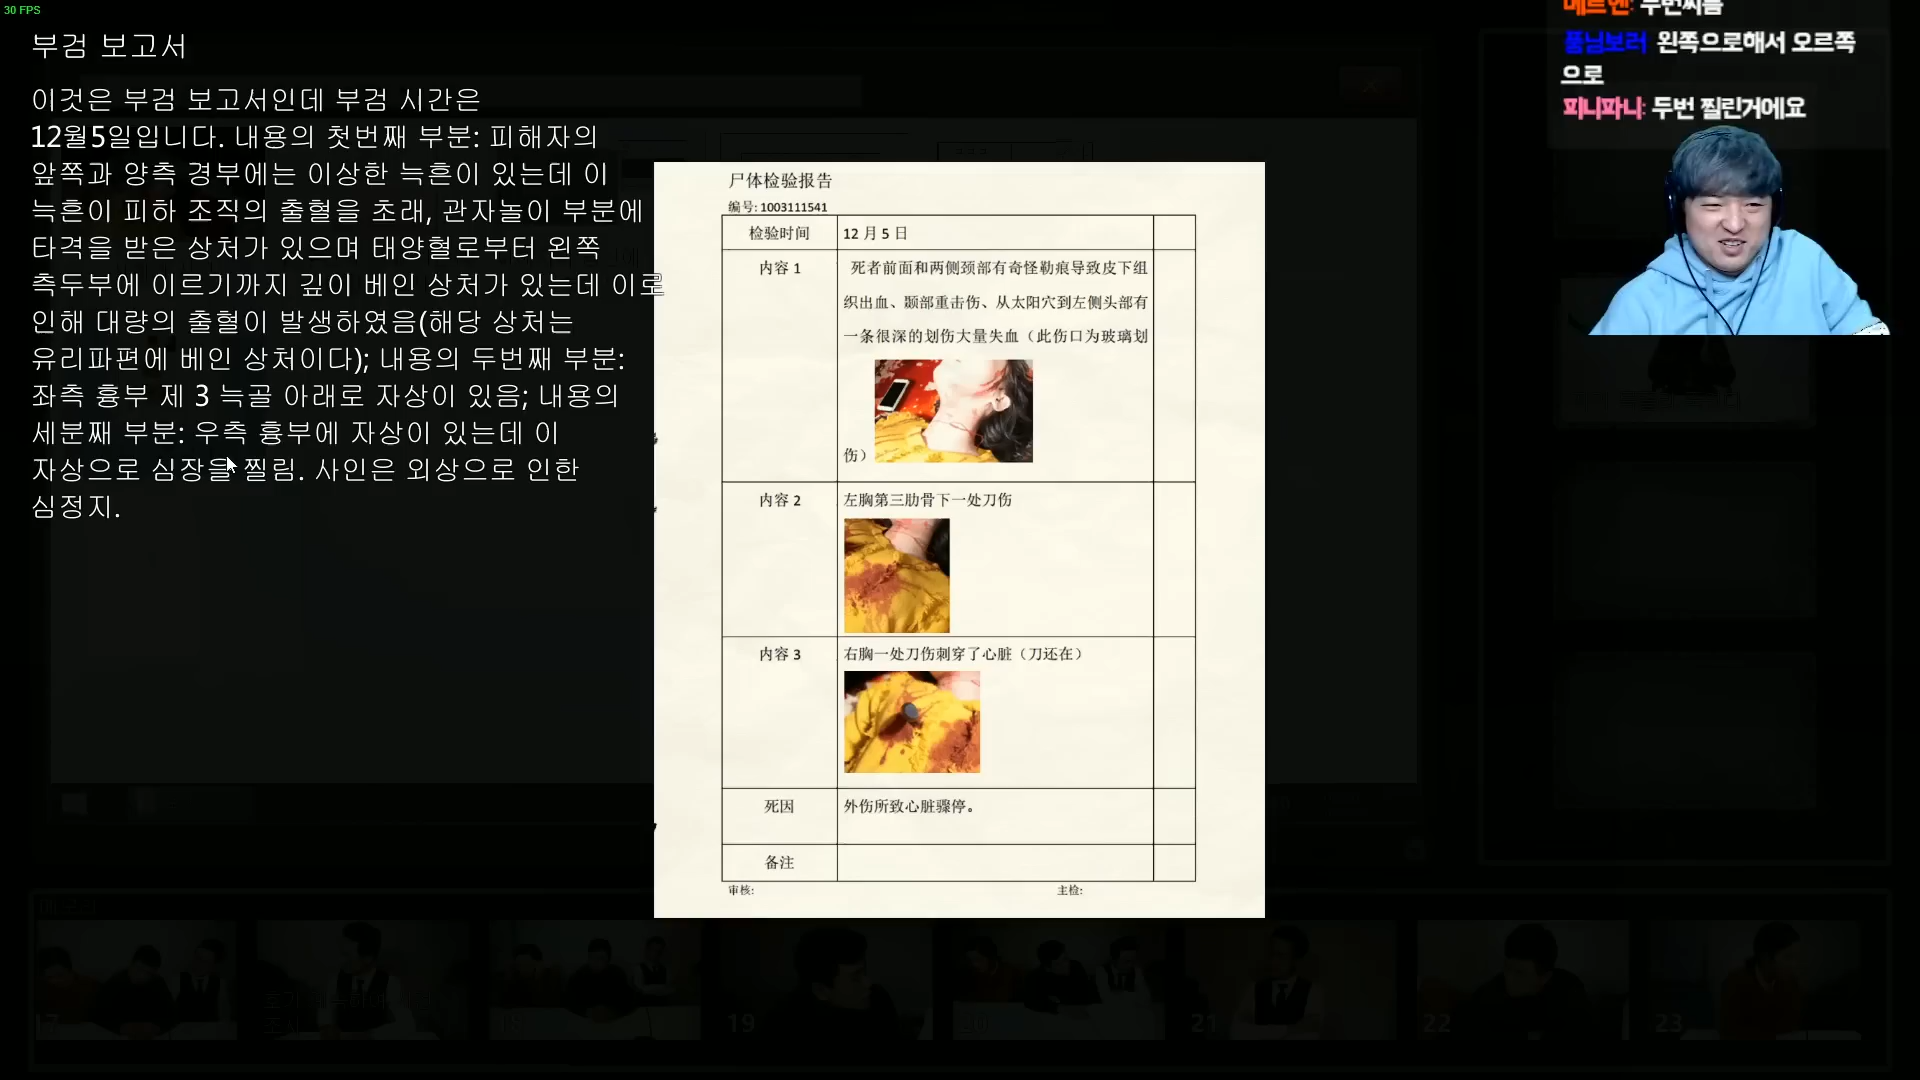 30 FPS
부검 보고서
이것은 부검 보고서인데 부검 시간은
12월5일입니다. 내용의 첫번째 부분: 피해자의
앞쪽과 양측 경부에는 이상한 늑흔이 있는데 이
늑흔이 피하 조직의 출혈을 초래, 관자놀이 부분에
타격을 받은 상처가 있으며 태양혈로부터 왼쪽
측두부에 이르기까지 깊이 베인 상처가 있는데 이로
인해 대량의 출혈이 발생하였음(해당 상처는
유리파편에 베인 상처이다); 내용의 두번째 부분:
좌측 흉부 제 3 늑골 아래로 자상이 있음; 내용의
세분째 부분: 우측 흉부에 자상이 있는데 이
자상으로 심장을 찔림. 사인은 외상으로 인한
심정지.
尸体检验报告
编号: 1003111541
检验时间 12 月 5 日
内容 1 死者前面和两侧颈部有奇怪勒痕导致皮下组
织出血、颞部重击伤、从太阳穴到左侧头部有
一条很深的划伤大量失血（此伤口为玻璃划
伤）
内容 2 左胸第三肋骨下一处刀伤
内容 3 右胸一处刀伤刺穿了心脏（刀还在）
死因 外伤所致心脏骤停。
备注
审核: 主检:
메르엔: 두번찌름
품님보러 왼쪽으로해서 오르쪽
으로
피니파니: 두번 찔린거에요
17
19
21
22
23